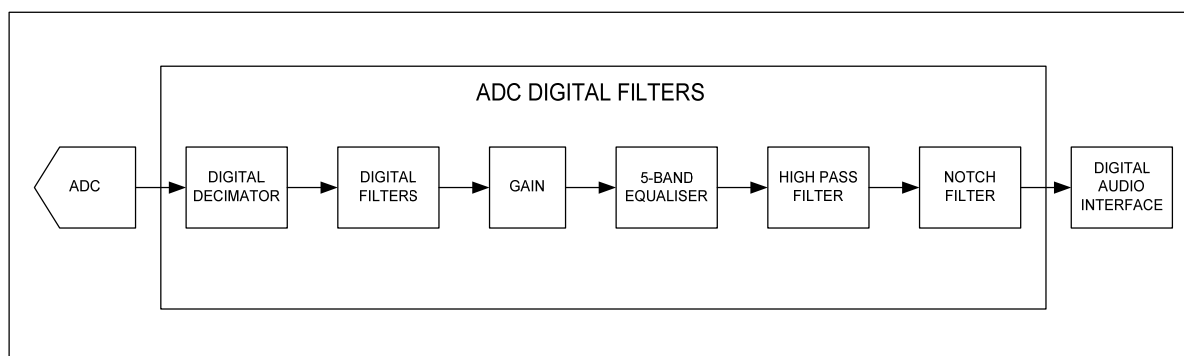 ADC DIGITAL FILTERS
ADC
DIGITAL
DECIMATOR
DIGITAL
FILTERS
GAIN
5-BAND
EQUALISER
HIGH PASS
FILTER
NOTCH
FILTER
DIGITAL
AUDIO
INTERFACE